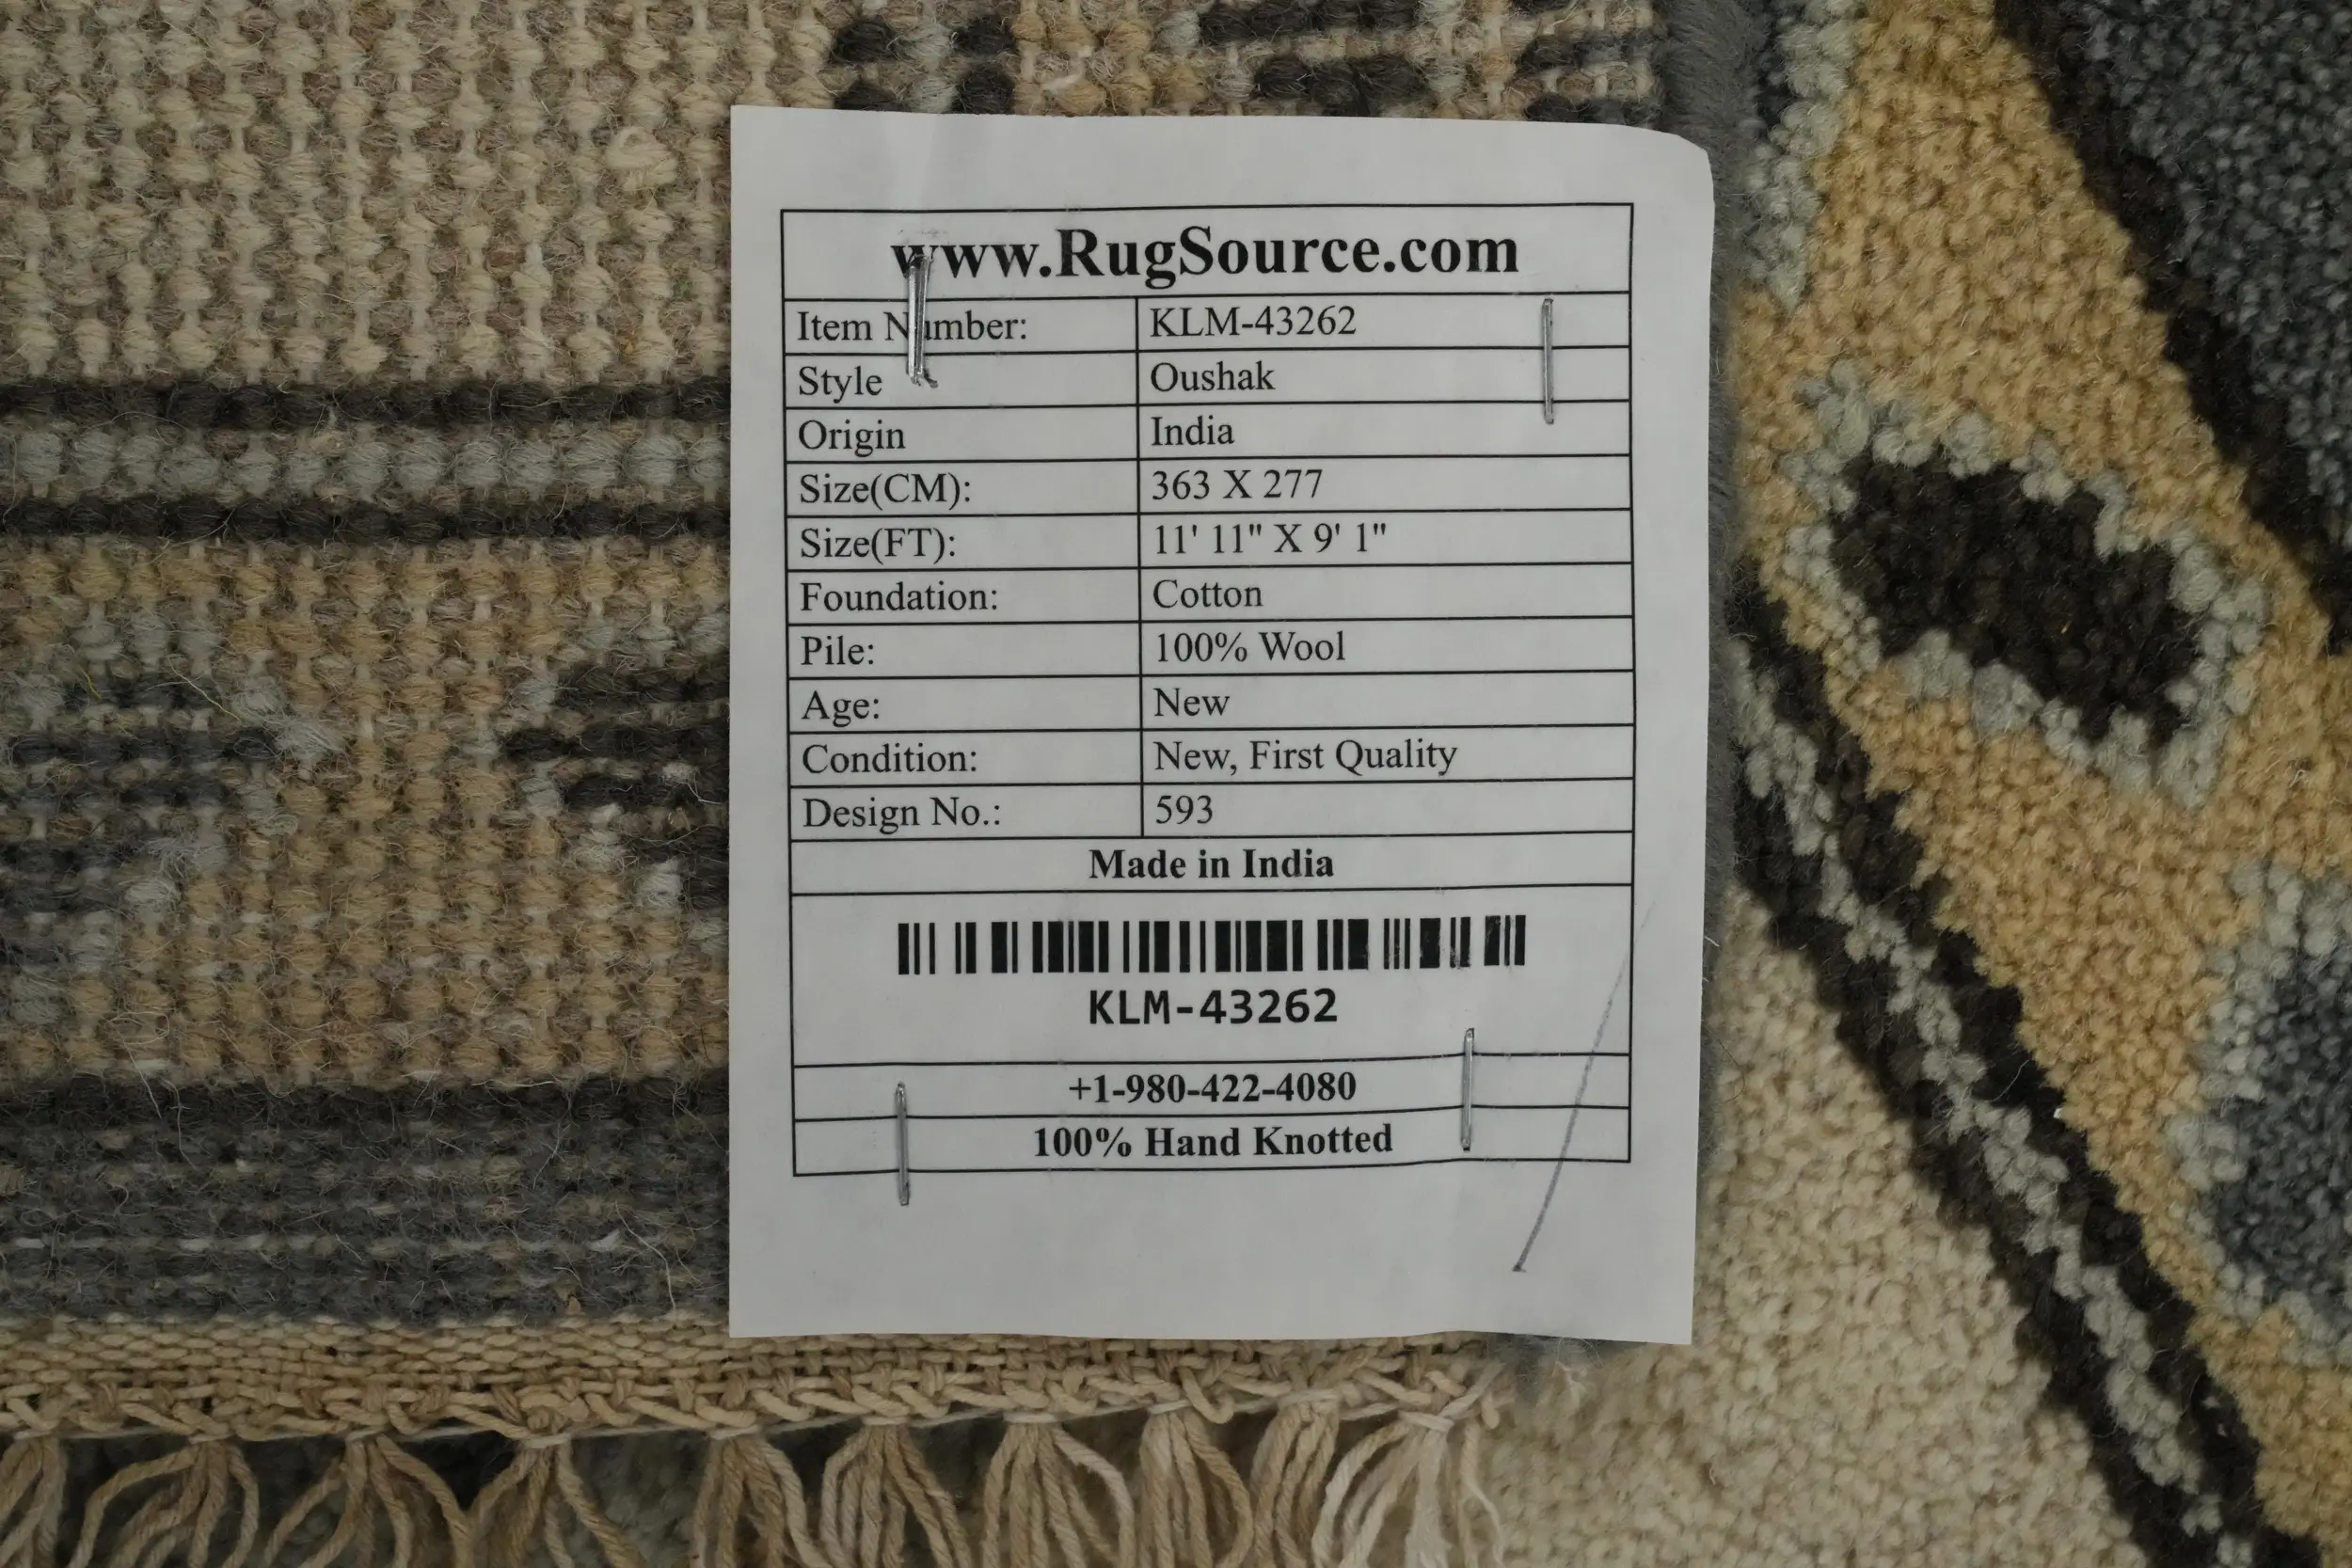 www.RugSource.com
Item Number: KLM-43262
Style Oushak
Origin India
Size(CM): 363 X 277
Size(FT): 11' 11" X 9' 1"
Foundation: Cotton
Pile: 100% Wool
Age: New
Condition: New, First Quality
Design No.: 593
Made in India
KLM-43262
+1-980-422-4080
100% Hand Knotted